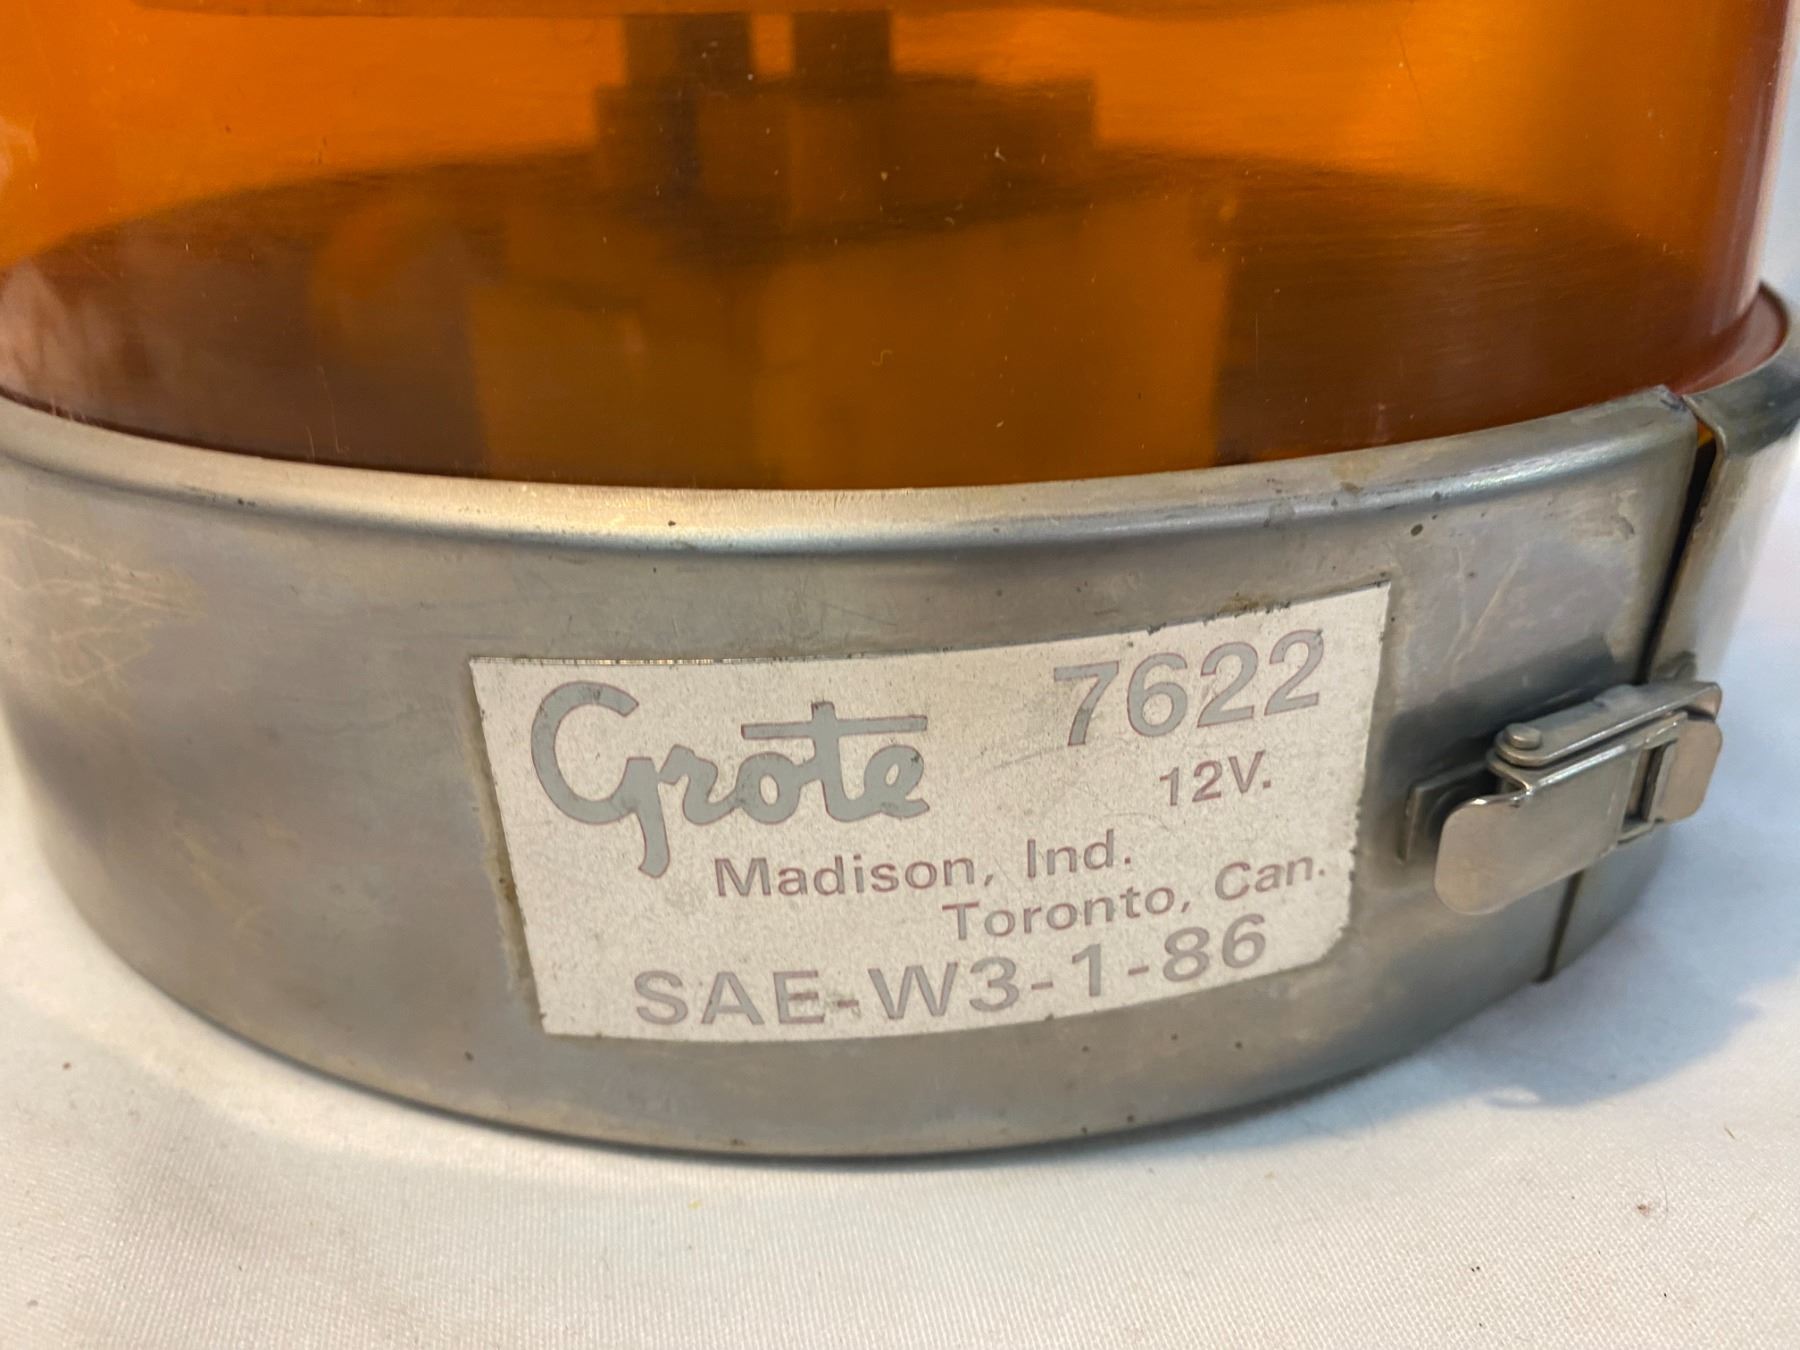 Grote 7622
12V.
Madison, Ind.
Toronto, Can.
SAE-W3-1-86